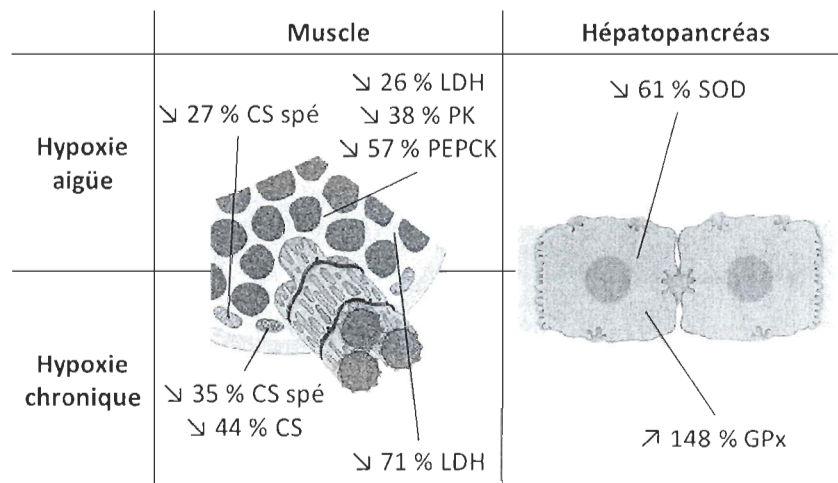 Muscle
Hépatopancréas
Hypoxie
aigüe
↘ 27 % CS spé
↘ 26 % LDH
↘ 38 % PK
↘ 57 % PEPCK
↘ 61 % SOD
Hypoxie
chronique
↘ 35 % CS spé
↘ 44 % CS
↘ 71 % LDH
↗ 148 % GPx